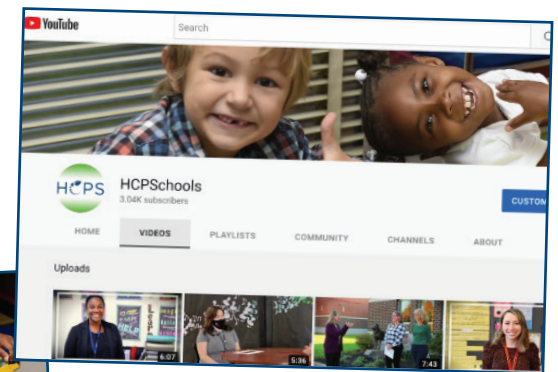 YouTube
Search
HCPS
HCPSchools
3.04K subscribers
HOME VIDEOS PLAYLISTS COMMUNITY CHANNELS ABOUT
Uploads
6:07 5:36 7:43